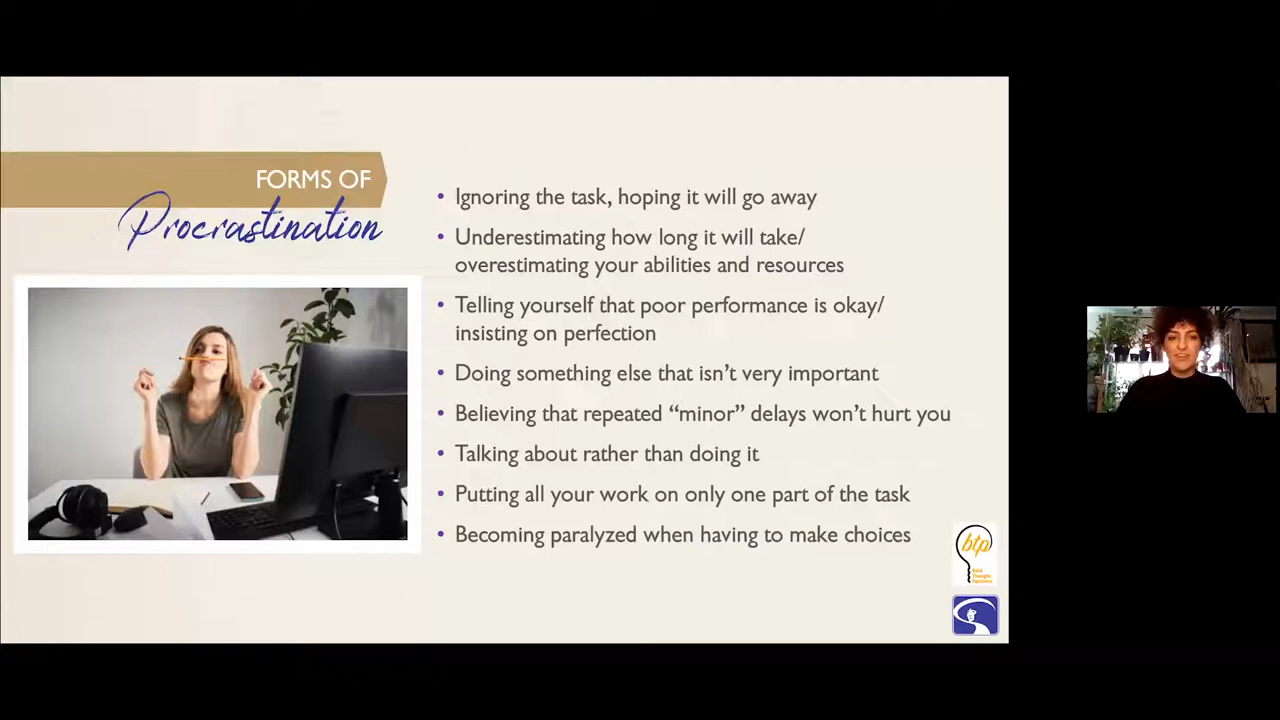 FORMS OF
Procrastination
• Ignoring the task, hoping it will go away
• Underestimating how long it will take/
overestimating your abilities and resources
• Telling yourself that poor performance is okay/
insisting on perfection
• Doing something else that isn’t very important
• Believing that repeated “minor” delays won’t hurt you
• Talking about rather than doing it
• Putting all your work on only one part of the task
• Becoming paralyzed when having to make choices
btp
Bold
Thought
Partners